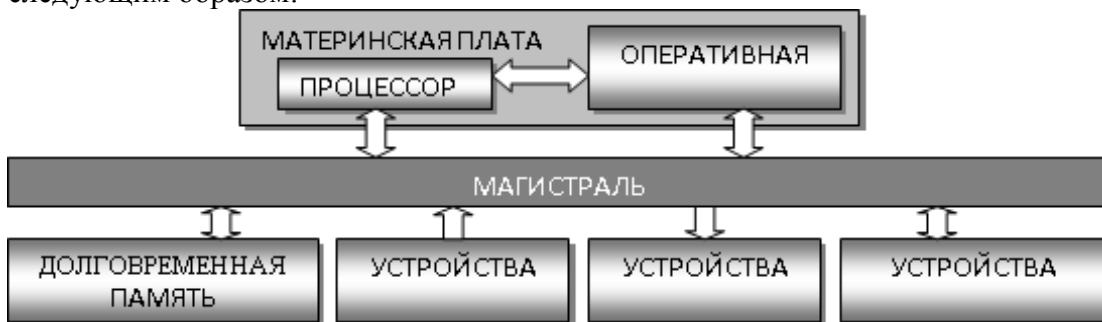 следующим образом:
МАТЕРИНСКАЯ ПЛАТА
ПРОЦЕССОР
ОПЕРАТИВНАЯ
МАГИСТРАЛЬ
ДОЛГОВРЕМЕННАЯ
ПАМЯТЬ
УСТРОЙСТВА
УСТРОЙСТВА
УСТРОЙСТВА